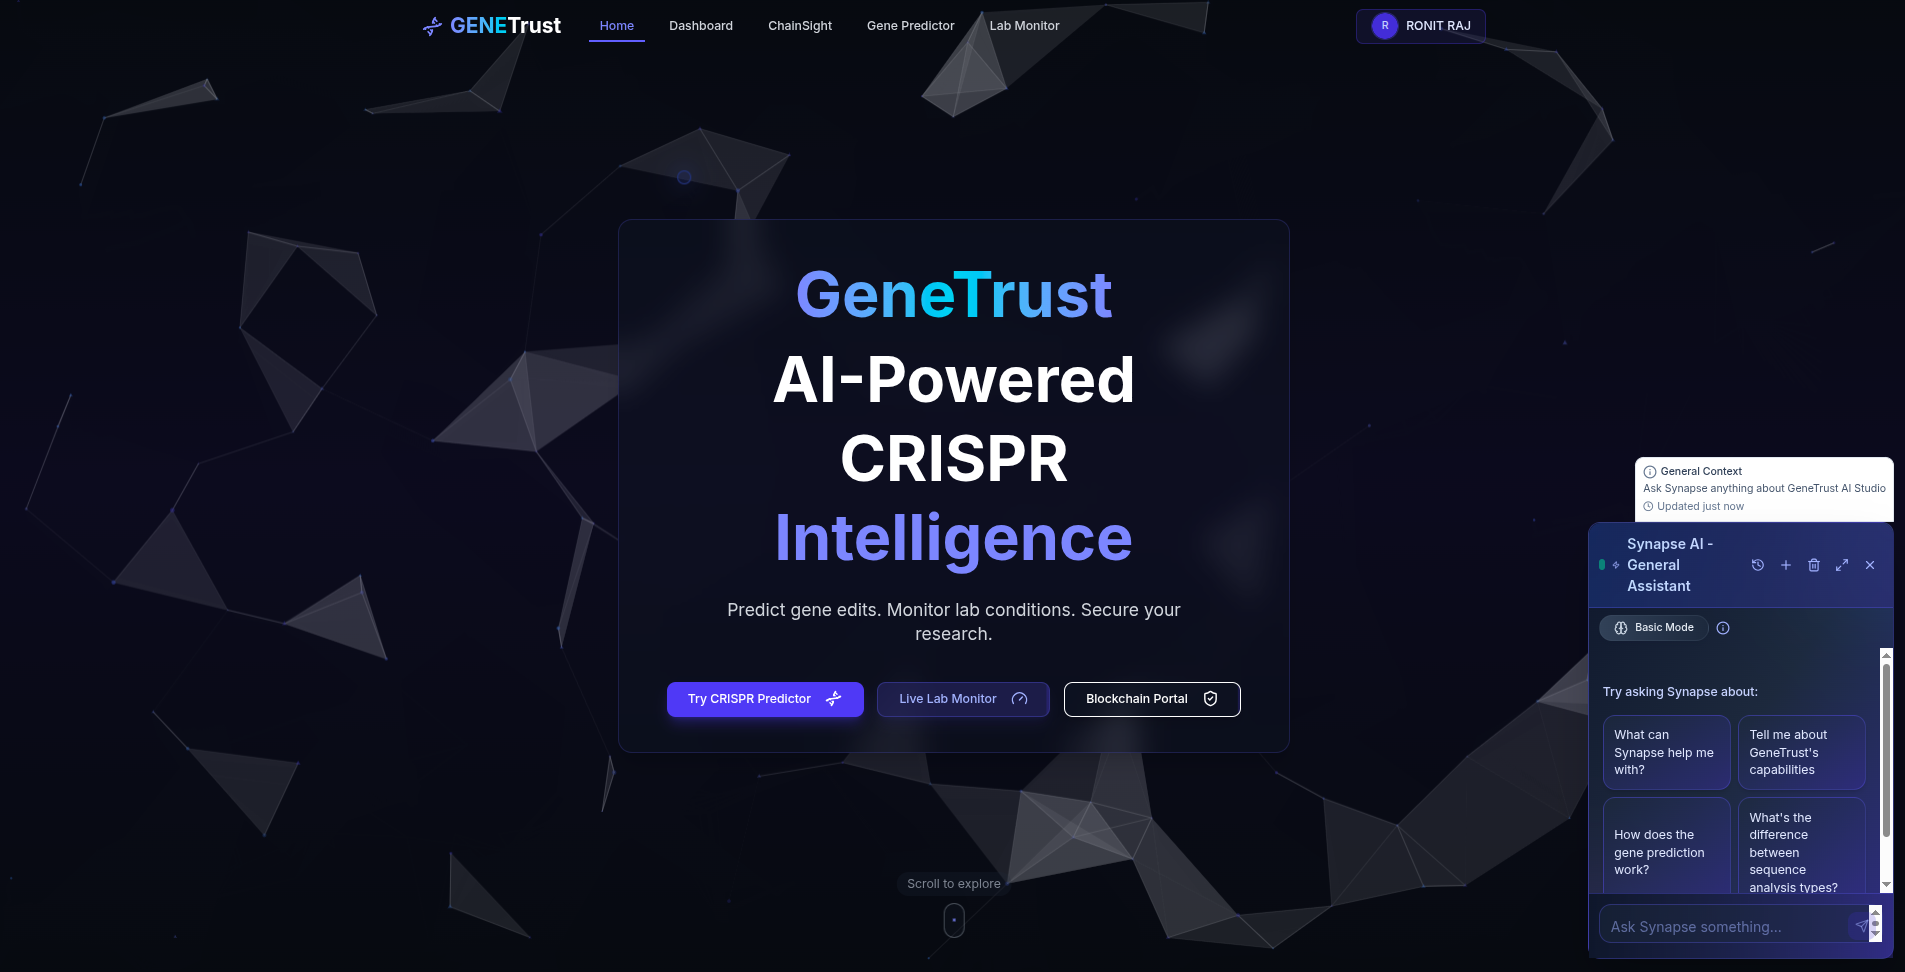 GENETrust
Home
Dashboard
ChainSight
Gene Predictor
Lab Monitor
R
RONIT RAJ
GeneTrust
AI-Powered
CRISPR
Intelligence
Predict gene edits. Monitor lab conditions. Secure your
research.
Try CRISPR Predictor
Live Lab Monitor
Blockchain Portal
Scroll to explore
General Context
Ask Synapse anything about GeneTrust AI Studio
Updated just now
Synapse AI -
General
Assistant
Basic Mode
Try asking Synapse about:
What can
Synapse help me
with?
Tell me about
GeneTrust's
capabilities
How does the
gene prediction
work?
What's the
difference
between
sequence
analysis types?
Ask Synapse something...